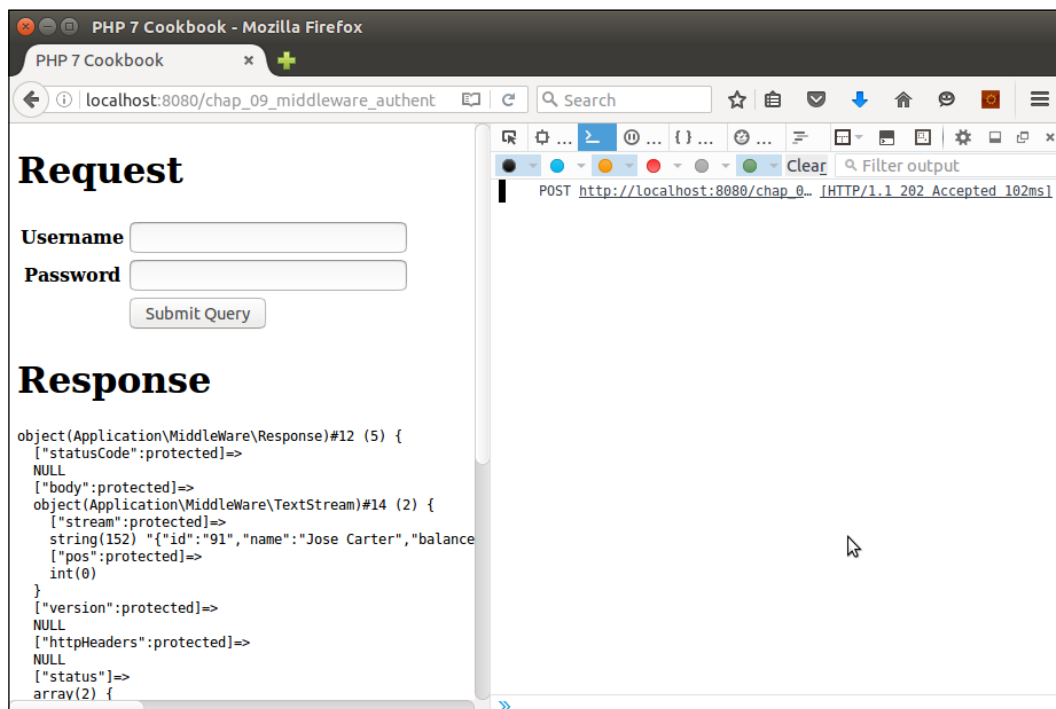 PHP 7 Cookbook - Mozilla Firefox
PHP 7 Cookbook
localhost:8080/chap_09_middleware_authent
Search
... ... { } ... ...
Clear
Filter output
POST http://localhost:8080/chap_0… [HTTP/1.1 202 Accepted 102ms]
Request
Username
Password
Submit Query
Response
object(Application\MiddleWare\Response)#12 (5) {
["statusCode":protected]=>
NULL
["body":protected]=>
object(Application\MiddleWare\TextStream)#14 (2) {
["stream":protected]=>
string(152) "{"id":"91","name":"Jose Carter","balance
["pos":protected]=>
int(0)
}
["version":protected]=>
NULL
["httpHeaders":protected]=>
NULL
["status"]=>
array(2) {